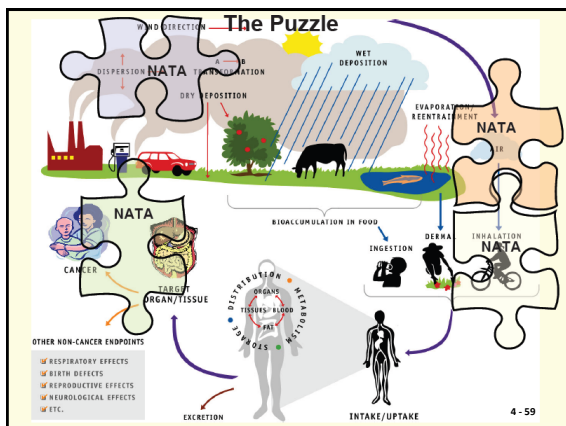 The Puzzle
WIND DIRECTION
A B
TRANSFORMATION
DISPERSION
NATA
DRY DEPOSITION
WET
DEPOSITION
EVAPORATION/
REENTRAINMENT
NATA
AIR
BIOACCUMULATION IN FOOD
INGESTION
DERMAL
INHALATION
NATA
NATA
CANCER
TARGET
ORGAN/TISSUE
DISTRIBUTION
METABOLISM
STORAGE
ORGANS
TISSUES
BLOOD
FAT
OTHER NON-CANCER ENDPOINTS
RESPIRATORY EFFECTS
BIRTH DEFECTS
REPRODUCTIVE EFFECTS
NEUROLOGICAL EFFECTS
ETC.
EXCRETION
INTAKE/UPTAKE
4 - 59